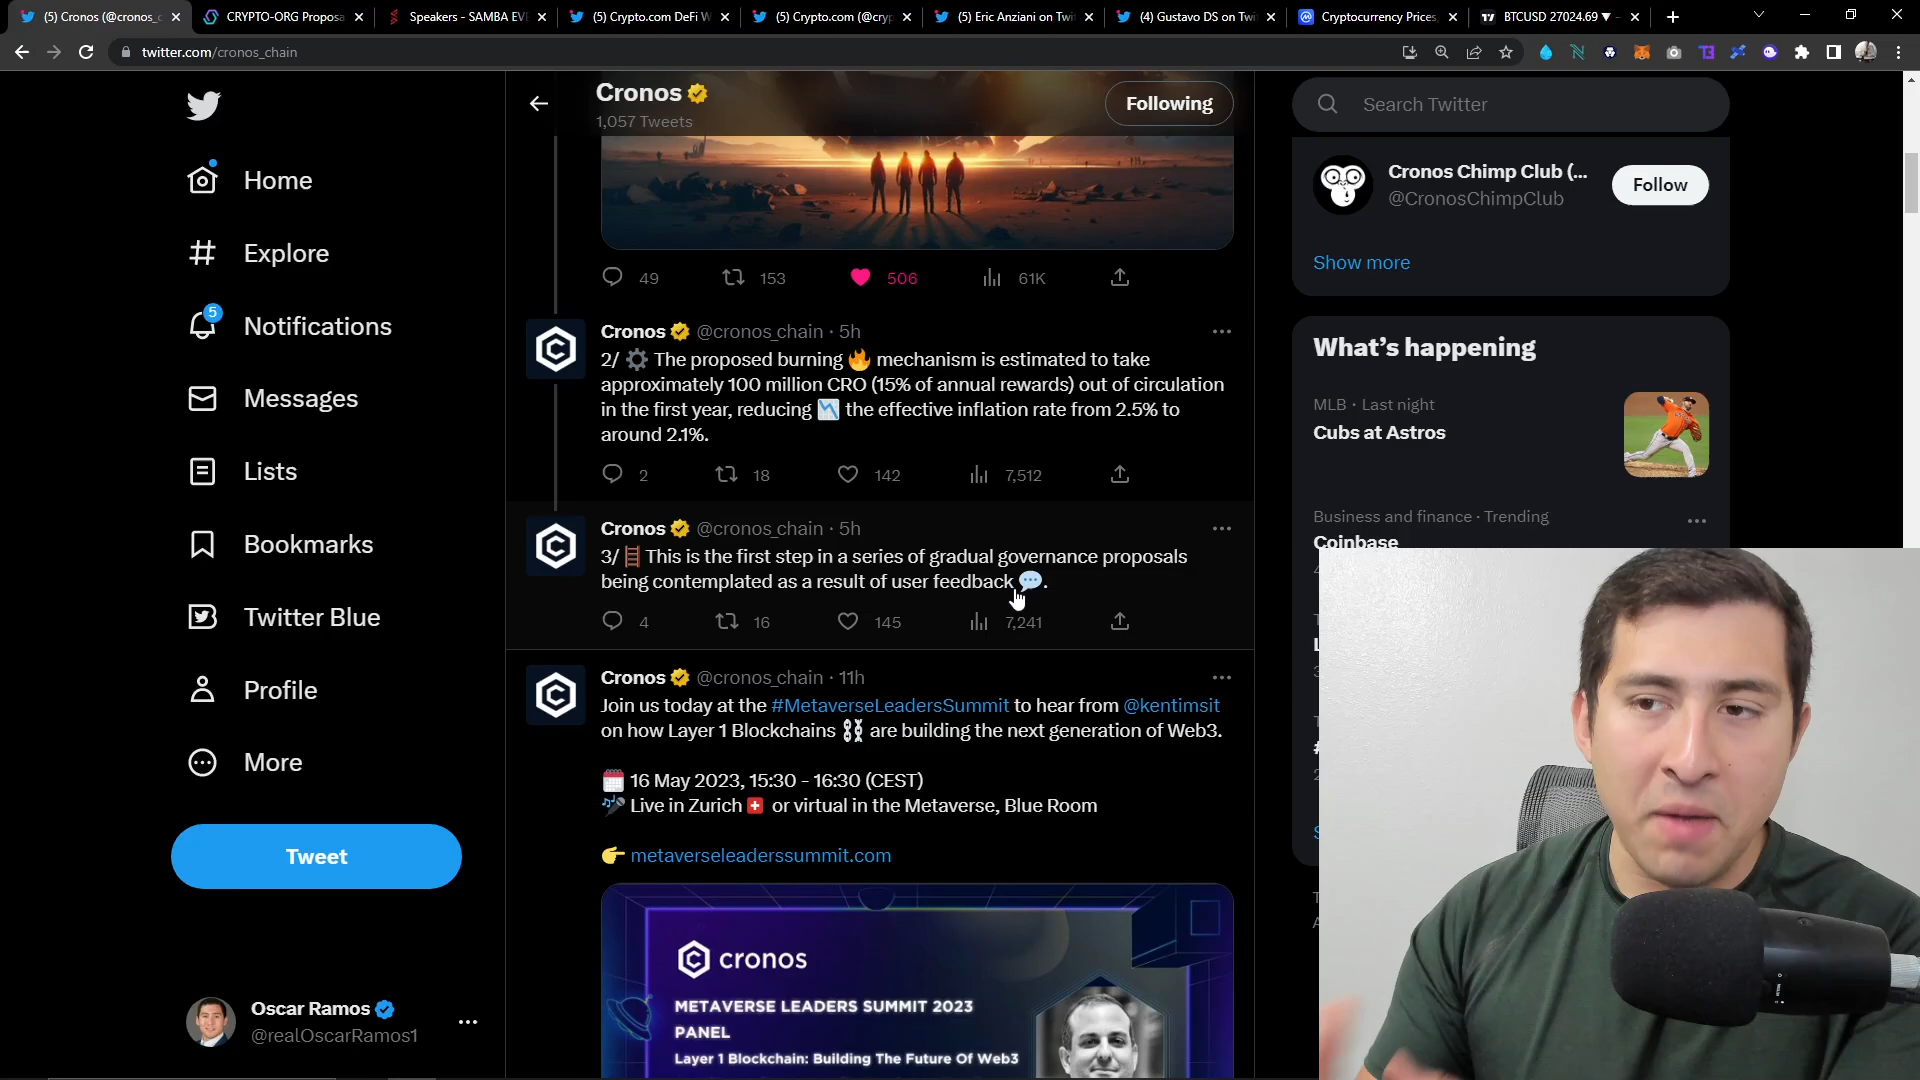 (5) Cronos (@cronos_c
CRYPTO-ORG Proposa
Speakers - SAMBA EVE
(5) Crypto.com DeFi W
(5) Crypto.com (@cryp
(5) Eric Anziani on Twi
(4) Gustavo DS on Twi
Cryptocurrency Prices,
BTCUSD 27024.69 ▼ -
twitter.com/cronos_chain
Home
Explore
5
Notifications
Messages
Lists
Bookmarks
Twitter Blue
Profile
More
Tweet
Oscar Ramos
@realOscarRamos1
Cronos
1,057 Tweets
Following
49 153 506 61K
Cronos @cronos_chain · 5h
2/ ⚙️ The proposed burning 🔥 mechanism is estimated to take
approximately 100 million CRO (15% of annual rewards) out of circulation
in the first year, reducing 📉 the effective inflation rate from 2.5% to
around 2.1%.
2 18 142 7,512
Cronos @cronos_chain · 5h
3/ 🪜 This is the first step in a series of gradual governance proposals
being contemplated as a result of user feedback 💬.
4 16 145 7,241
Cronos @cronos_chain · 11h
Join us today at the #MetaverseLeadersSummit to hear from @kentimsit
on how Layer 1 Blockchains ⛓️ are building the next generation of Web3.
🗓️ 16 May 2023, 15:30 - 16:30 (CEST)
🎤 Live in Zurich 🇨🇭 or virtual in the Metaverse, Blue Room
👉 metaverseleaderssummit.com
cronos
METAVERSE LEADERS SUMMIT 2023
PANEL
Layer 1 Blockchain: Building The Future Of Web3
Search Twitter
Cronos Chimp Club (...
@CronosChimpClub
Follow
Show more
What's happening
MLB · Last night
Cubs at Astros
Business and finance · Trending
Coinbase